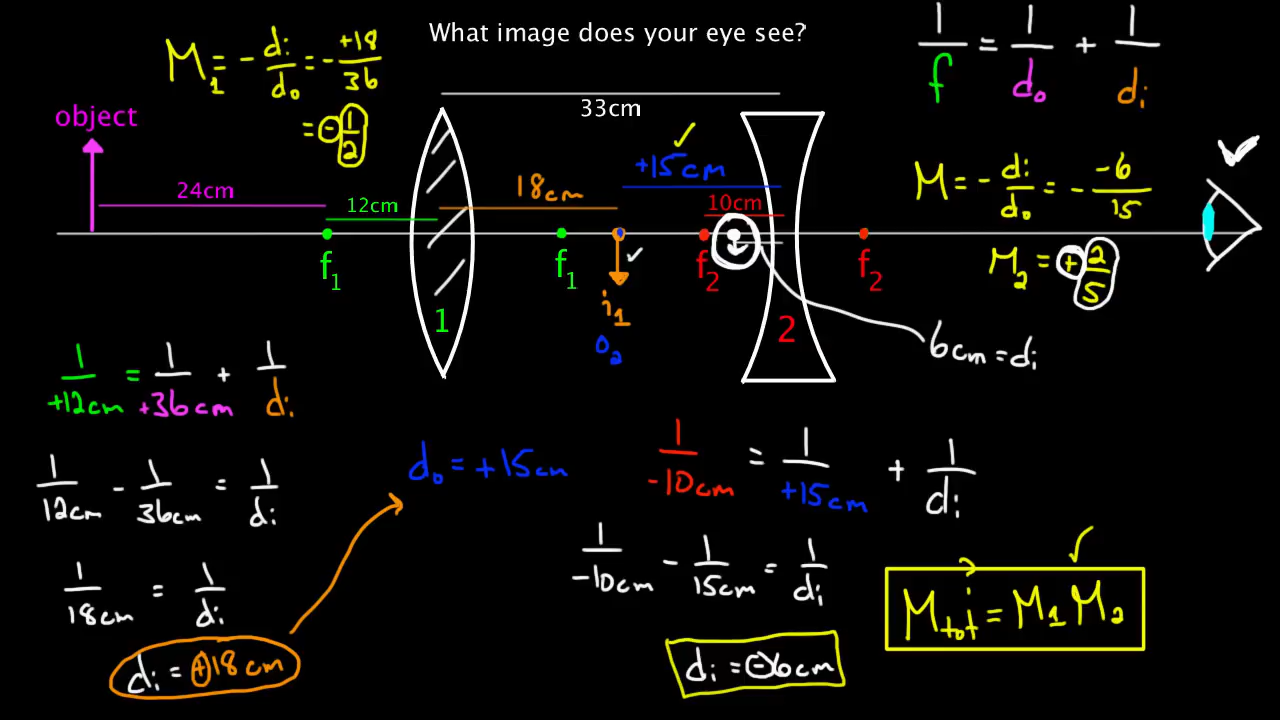 What image does your eye see?
M₁ = - di/do = - +18/36
= - 1/2
1/f = 1/do + 1/di
33cm
object
+15cm
24cm
12cm
18cm
10cm
M = - di/do = - -6/15
M₂ = + 2/5
f₁
f₁
f₂
f₂
i₁
o₂
1
2
6cm = di
1/+12cm = 1/+36cm + 1/di
1/12cm - 1/36cm = 1/di
1/18cm = 1/di
di = +18cm
do = +15cm
1/-10cm = 1/+15cm + 1/di
1/-10cm - 1/15cm = 1/di
di = -6cm
Mtot = M₁ M₂